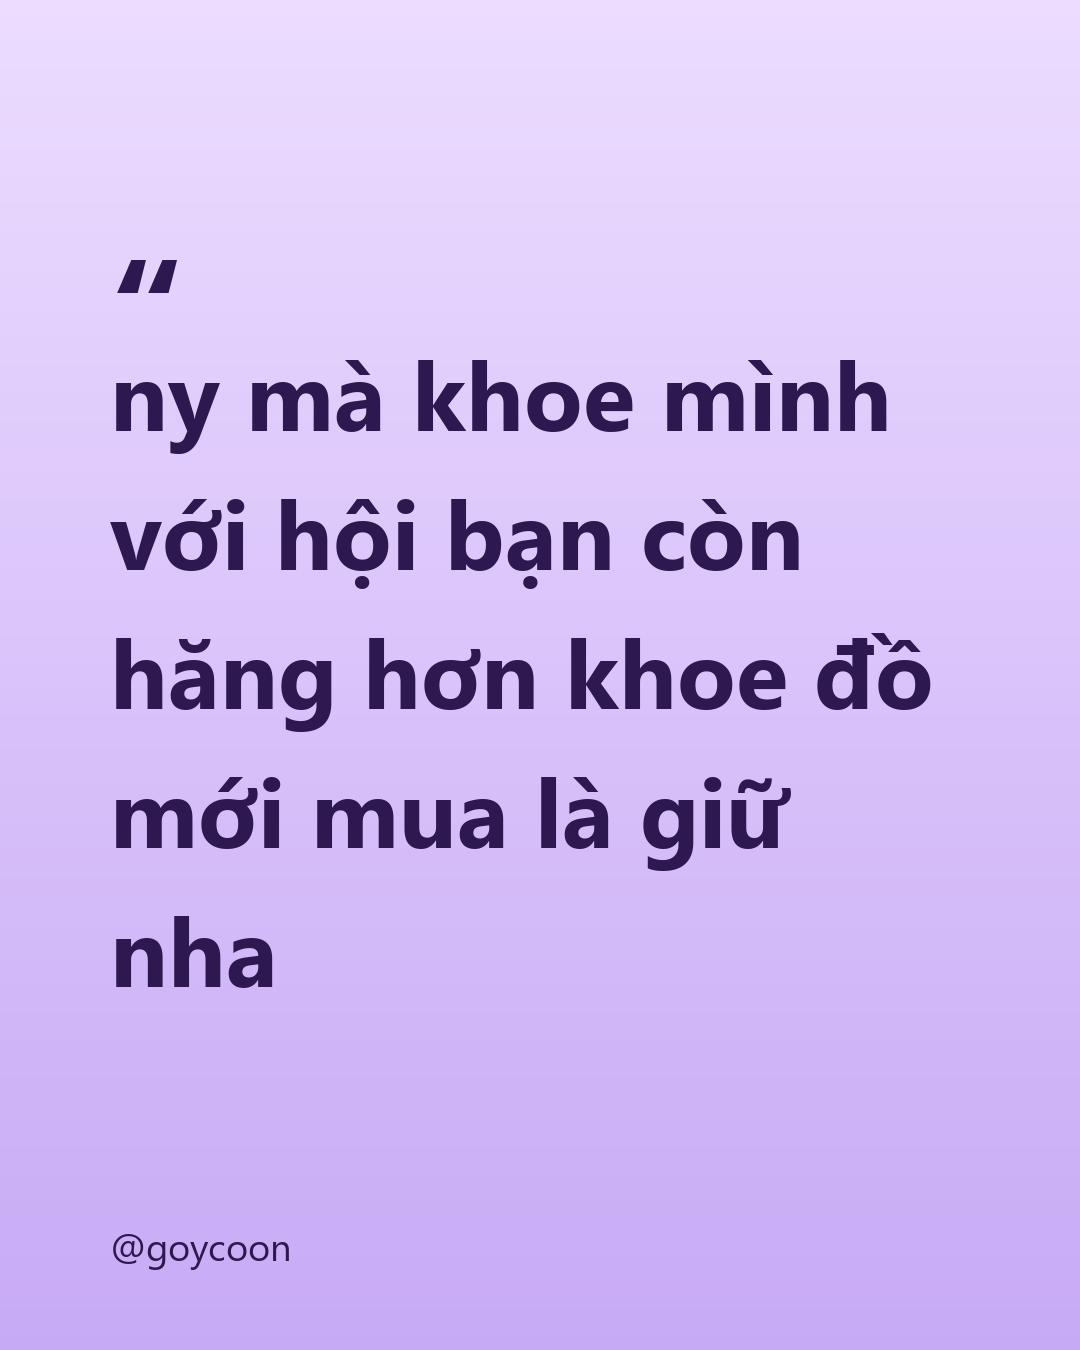 “
ny mà khoe mình
với hội bạn còn
hăng hơn khoe đồ
mới mua là giữ
nha
@goycoon